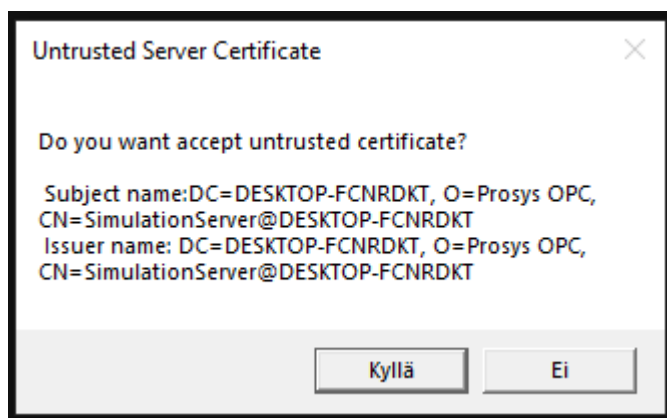 Untrusted Server Certificate
Do you want accept untrusted certificate?
Subject name:DC=DESKTOP-FCNRDKT, O=Prosys OPC,
CN=SimulationServer@DESKTOP-FCNRDKT
Issuer name: DC=DESKTOP-FCNRDKT, O=Prosys OPC,
CN=SimulationServer@DESKTOP-FCNRDKT
Kyllä Ei